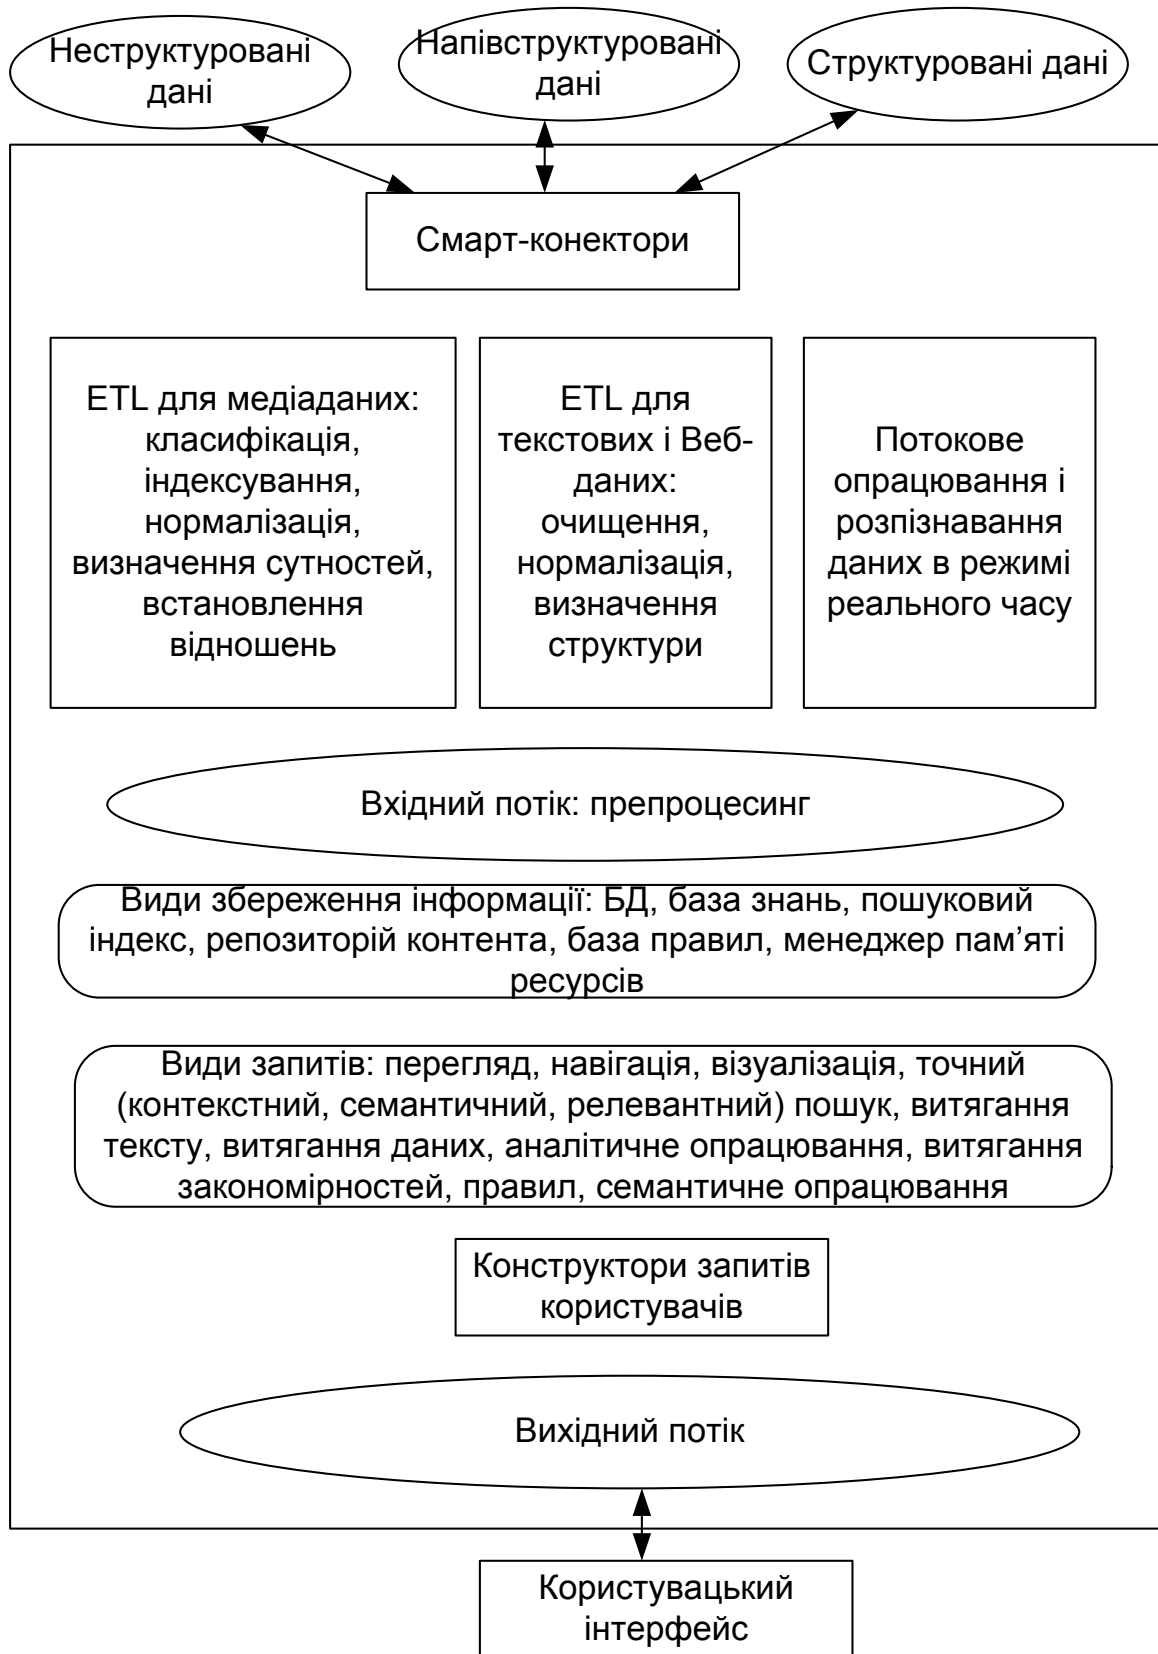 Неструктуровані
дані
Напівструктуровані
дані
Структуровані дані
Смарт-конектори
ETL для медіаданих:
класифікація,
індексування,
нормалізація,
визначення сутностей,
встановлення
відношень
ETL для
текстових і Веб-
даних:
очищення,
нормалізація,
визначення
структури
Потокове
опрацювання і
розпізнавання
даних в режимі
реального часу
Вхідний потік: препроцесинг
Види збереження інформації: БД, база знань, пошуковий
індекс, репозиторій контента, база правил, менеджер пам’яті
ресурсів
Види запитів: перегляд, навігація, візуалізація, точний
(контекстний, семантичний, релевантний) пошук, витягання
тексту, витягання даних, аналітичне опрацювання, витягання
закономірностей, правил, семантичне опрацювання
Конструктори запитів
користувачів
Вихідний потік
Користувацький
інтерфейс